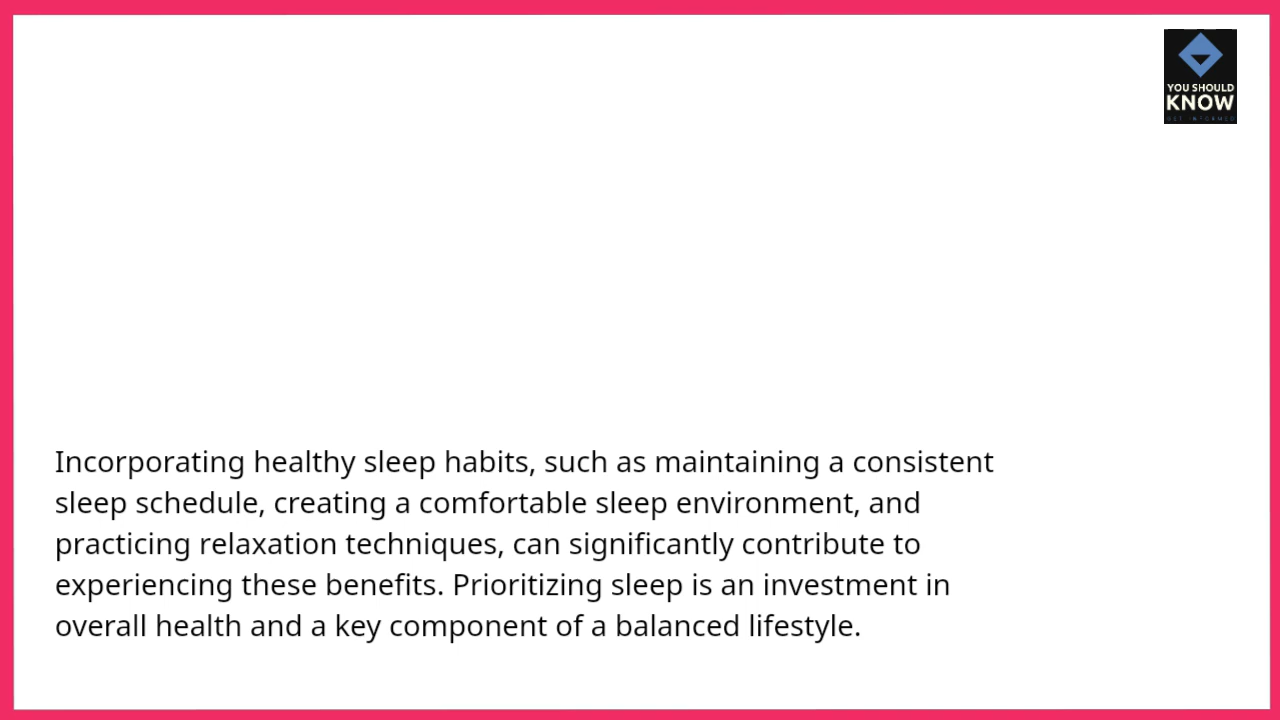 YOU SHOULD
KNOW
GET INFORMED
Incorporating healthy sleep habits, such as maintaining a consistent
sleep schedule, creating a comfortable sleep environment, and
practicing relaxation techniques, can significantly contribute to
experiencing these benefits. Prioritizing sleep is an investment in
overall health and a key component of a balanced lifestyle.